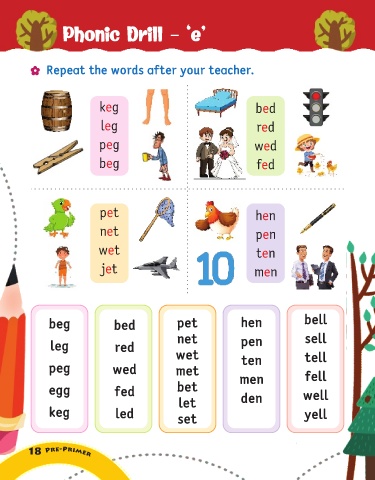 Phonic Drill – ‘e’
Repeat the words after your teacher.
keg
leg
peg
beg
bed
red
wed
fed
pet
net
wet
jet
hen
pen
ten
men
10
beg
leg
peg
egg
keg
bed
red
wed
fed
led
pet
net
wet
met
bet
let
set
hen
pen
ten
men
den
bell
sell
tell
fell
well
yell
18 PRE-PRIMER